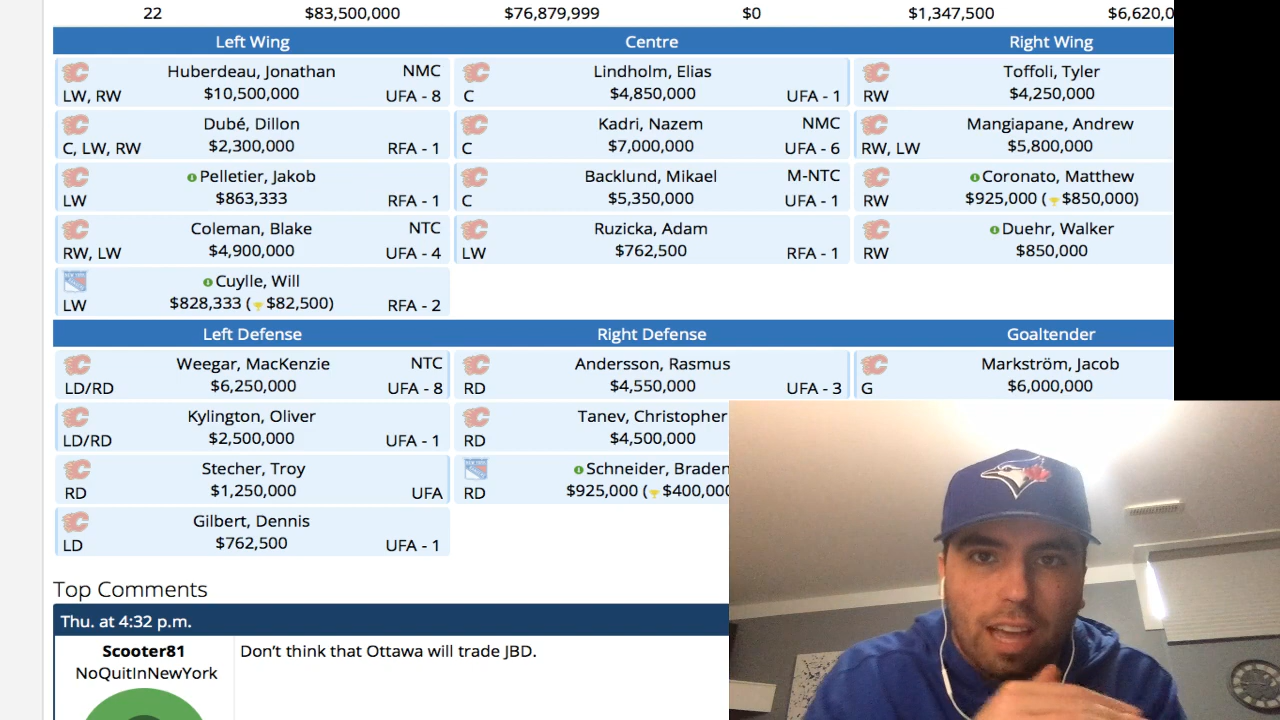 22 $83,500,000 $76,879,999 $0 $1,347,500 $6,620,0
Left Wing Centre Right Wing
Huberdeau, Jonathan NMC
LW, RW $10,500,000 UFA - 8
Lindholm, Elias
C $4,850,000 UFA - 1
Toffoli, Tyler
RW $4,250,000
Dubé, Dillon
C, LW, RW $2,300,000 RFA - 1
Kadri, Nazem NMC
C $7,000,000 UFA - 6
Mangiapane, Andrew
RW, LW $5,800,000
Pelletier, Jakob
LW $863,333 RFA - 1
Backlund, Mikael M-NTC
C $5,350,000 UFA - 1
Coronato, Matthew
RW $925,000 ($850,000)
Coleman, Blake NTC
RW, LW $4,900,000 UFA - 4
Ruzicka, Adam
LW $762,500 RFA - 1
Duehr, Walker
RW $850,000
Cuylle, Will
LW $828,333 ($82,500) RFA - 2
Left Defense Right Defense Goaltender
Weegar, MacKenzie NTC
LD/RD $6,250,000 UFA - 8
Andersson, Rasmus
RD $4,550,000 UFA - 3
Markström, Jacob
G $6,000,000
Kylington, Oliver
LD/RD $2,500,000 UFA - 1
Tanev, Christopher
RD $4,500,000
Stecher, Troy
RD $1,250,000 UFA
Schneider, Braden
RD $925,000 ($400,000
Gilbert, Dennis
LD $762,500 UFA - 1
Top Comments
Thu. at 4:32 p.m.
Scooter81
NoQuitInNewYork
Don't think that Ottawa will trade JBD.